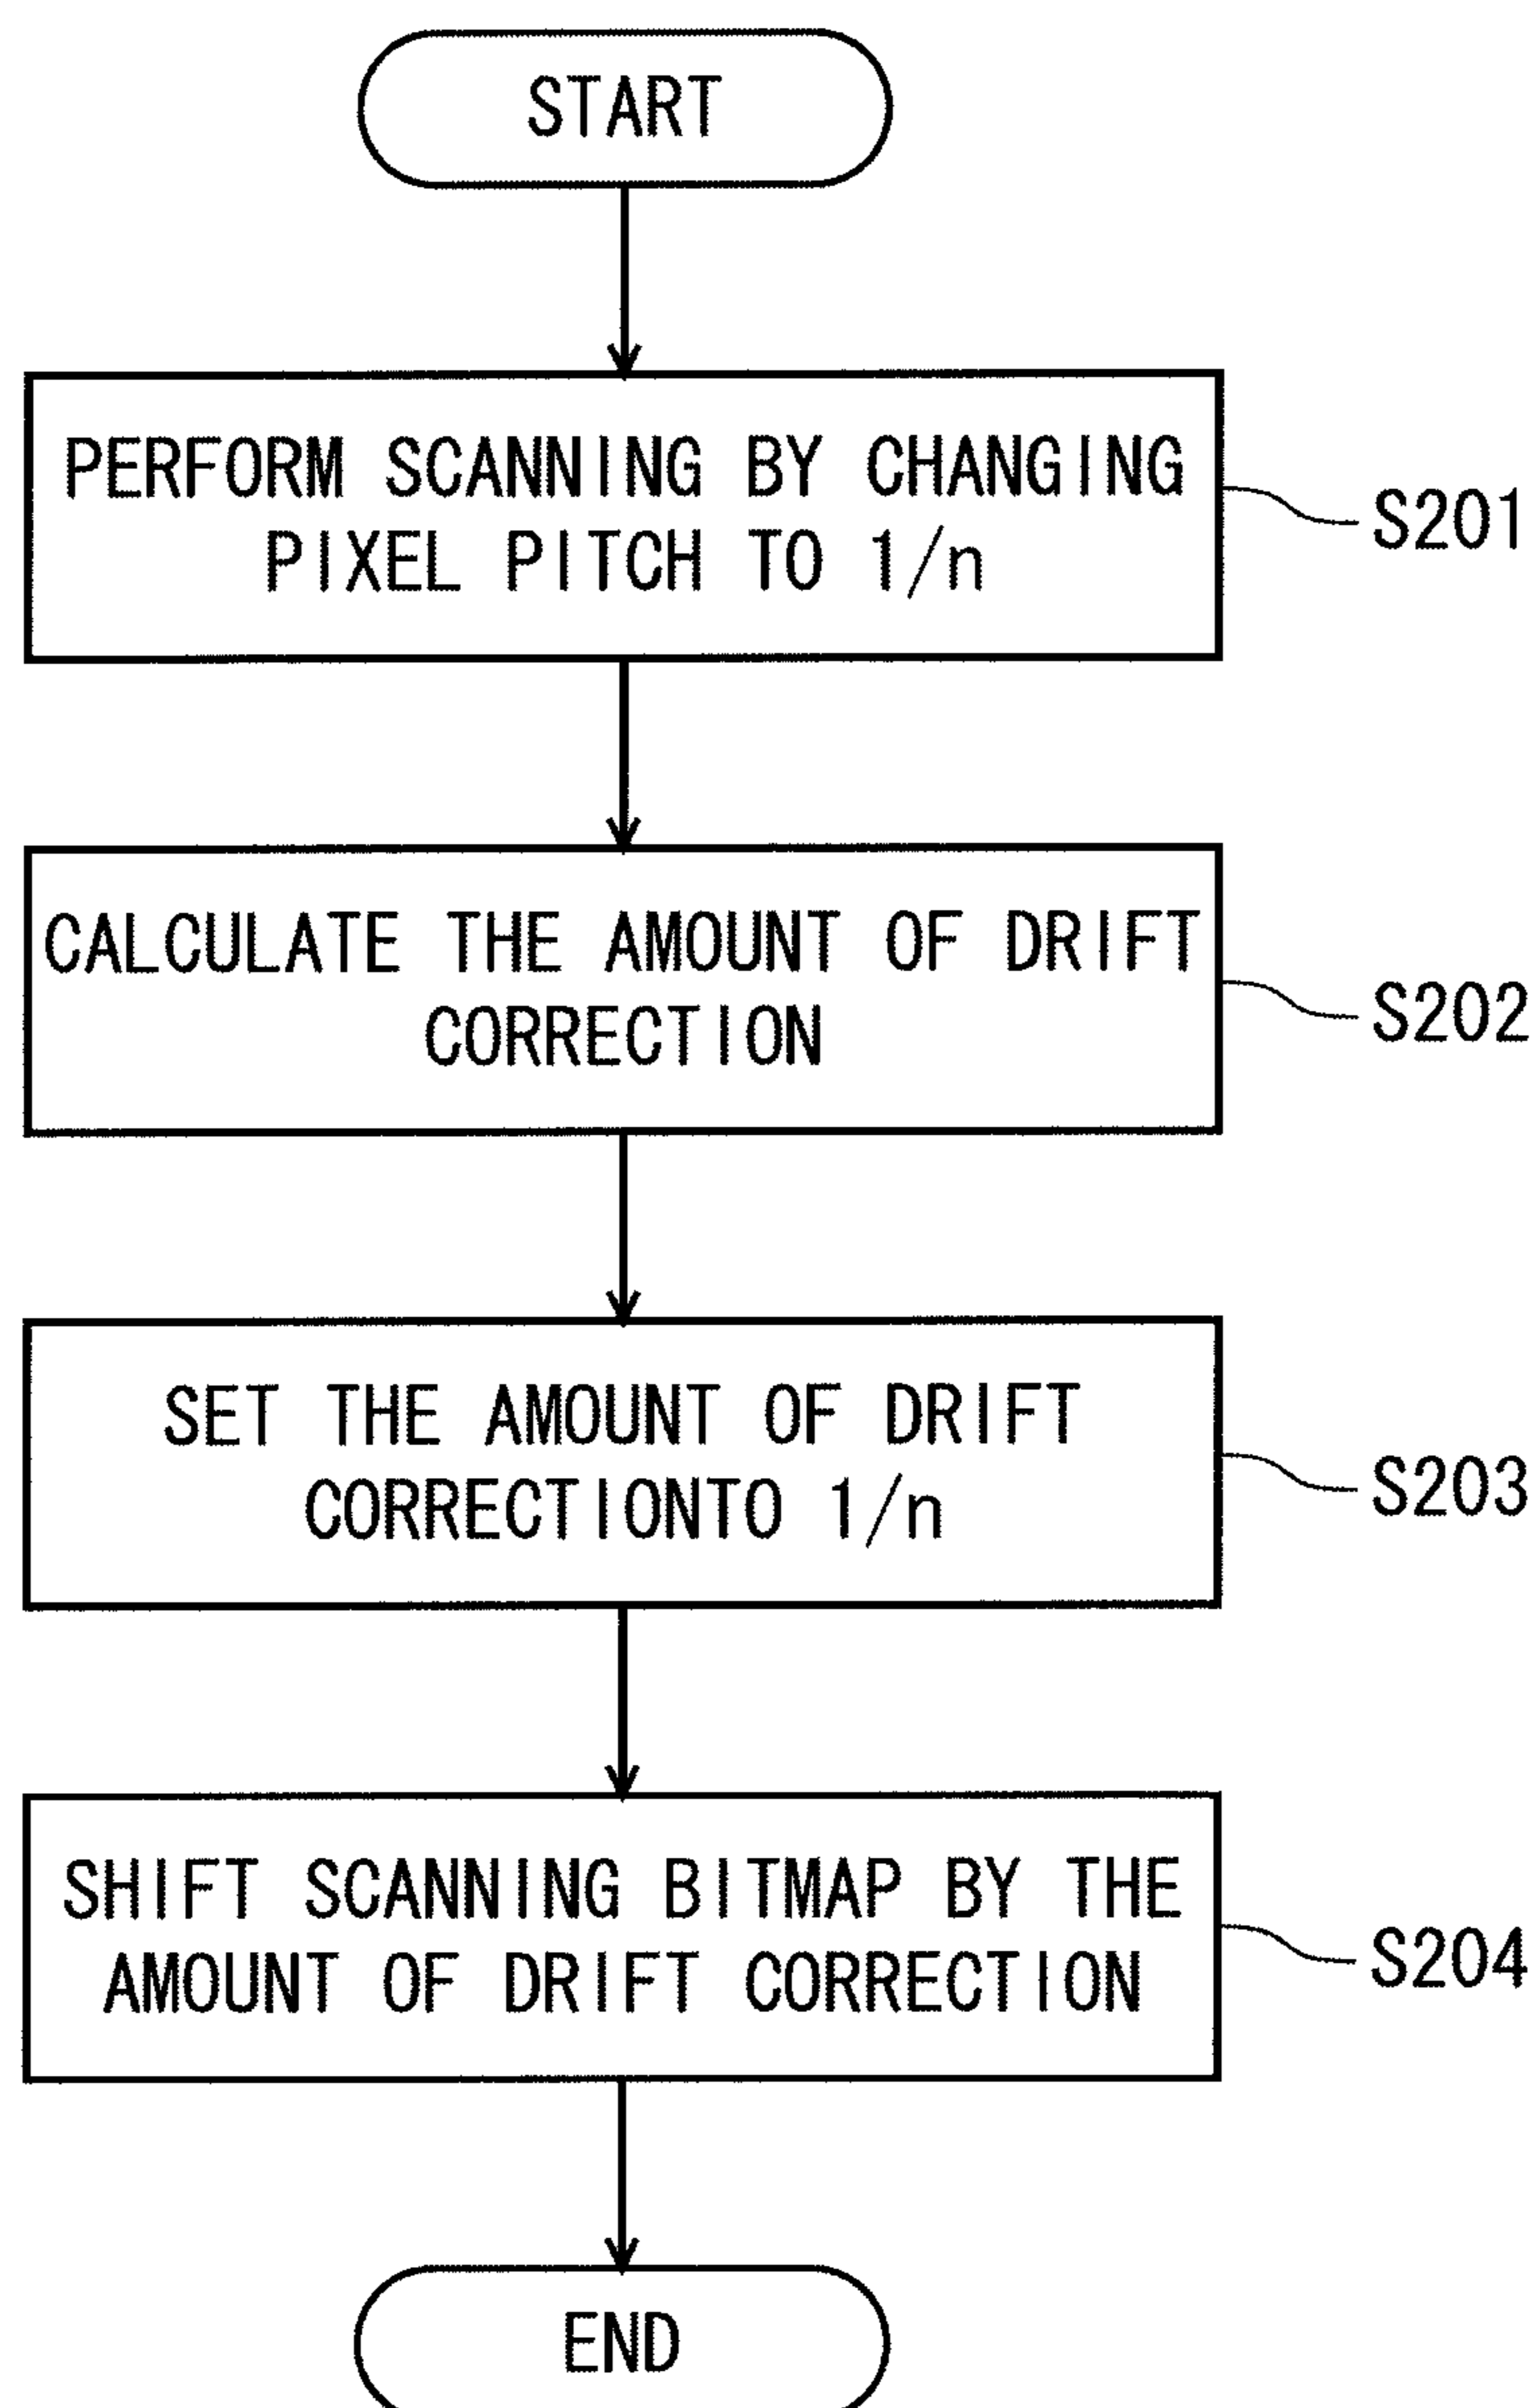 START
PERFORM SCANNING BY CHANGING
PIXEL PITCH TO 1/n
S201
CALCULATE THE AMOUNT OF DRIFT
CORRECTION
S202
SET THE AMOUNT OF DRIFT
CORRECTIONTO 1/n
S203
SHIFT SCANNING BITMAP BY THE
AMOUNT OF DRIFT CORRECTION
S204
END